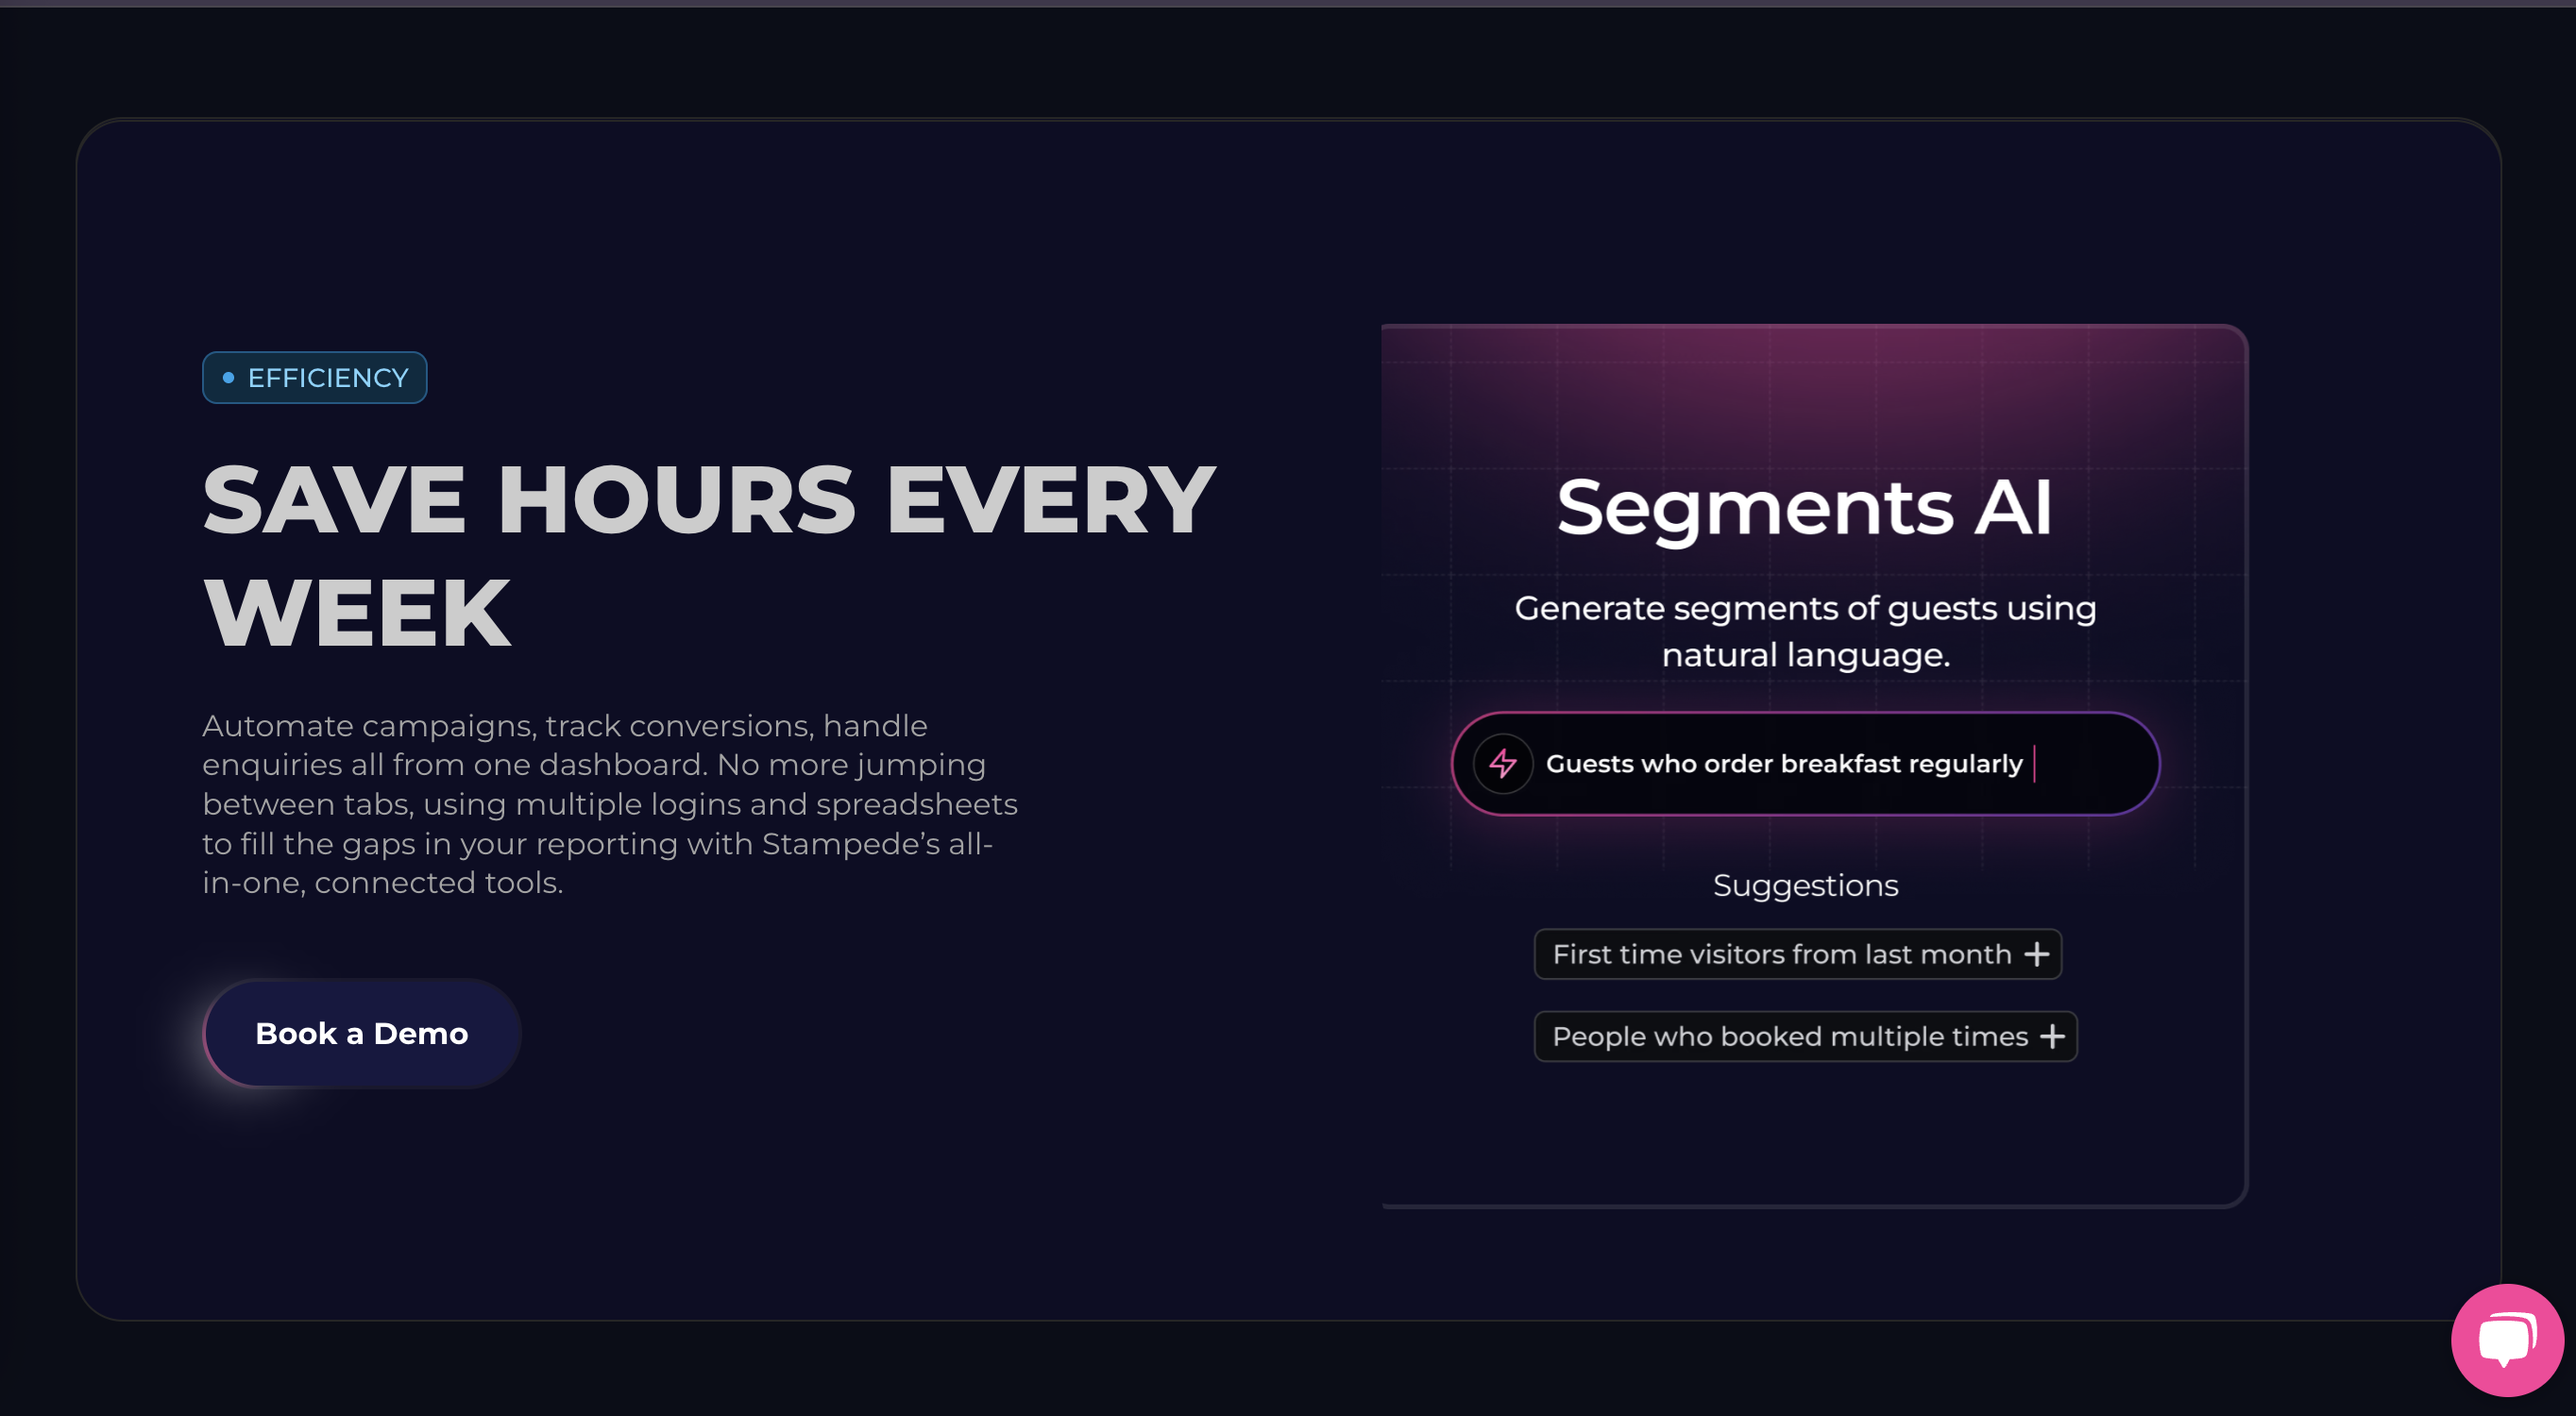 EFFICIENCY
SAVE HOURS EVERY
WEEK
Automate campaigns, track conversions, handle
enquiries all from one dashboard. No more jumping
between tabs, using multiple logins and spreadsheets
to fill the gaps in your reporting with Stampede’s all-
in-one, connected tools.
Book a Demo
Segments AI
Generate segments of guests using
natural language.
Guests who order breakfast regularly
Suggestions
First time visitors from last month
People who booked multiple times